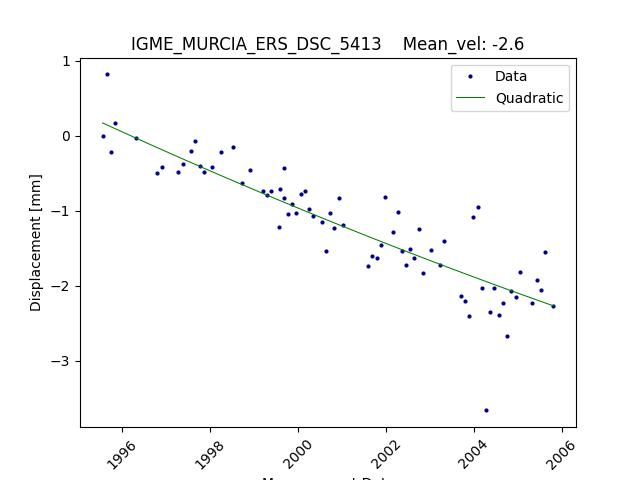 IGME_MURCIA_ERS_DSC_5413 Mean_vel: -2.6
1
0
−1
−2
−3
Displacement [mm]
Data
Quadratic
1996
1998
2000
2002
2004
2006